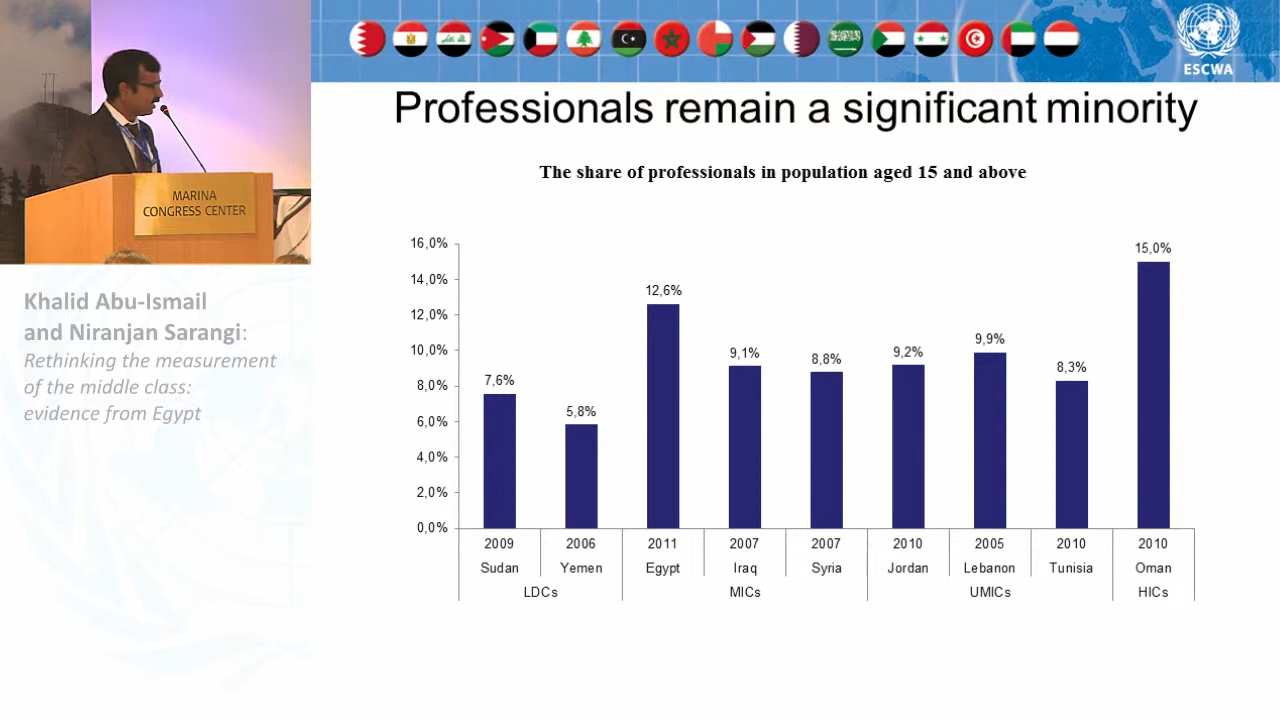 ESCWA
Professionals remain a significant minority
MARINA
CONGRESS CENTER
Khalid Abu-Ismail
and Niranjan Sarangi:
Rethinking the measurement
of the middle class:
evidence from Egypt
The share of professionals in population aged 15 and above
16,0%
14,0%
12,0%
10,0%
8,0%
6,0%
4,0%
2,0%
0,0%
7,6%
5,8%
12,6%
9,1%
8,8%
9,2%
9,9%
8,3%
15,0%
2009 2006 2011 2007 2007 2010 2005 2010 2010
Sudan Yemen Egypt Iraq Syria Jordan Lebanon Tunisia Oman
LDCs MICs UMICs HICs